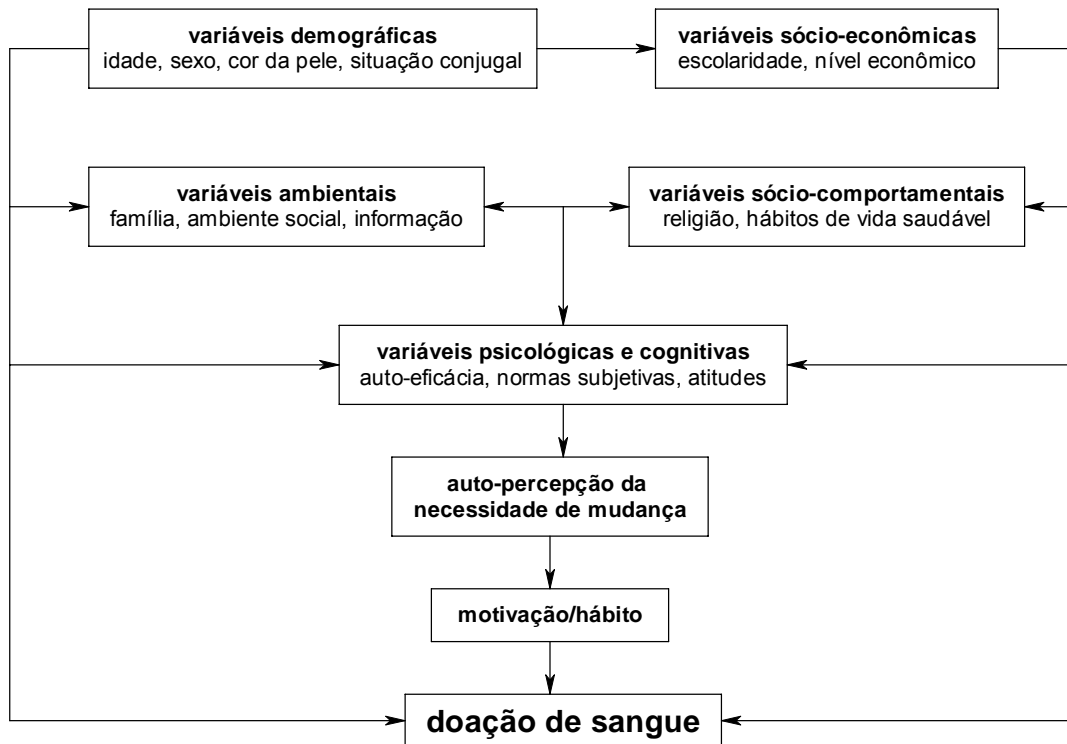 variáveis demográficas
idade, sexo, cor da pele, situação conjugal
variáveis sócio-econômicas
escolaridade, nível econômico
variáveis ambientais
família, ambiente social, informação
variáveis sócio-comportamentais
religião, hábitos de vida saudável
variáveis psicológicas e cognitivas
auto-eficácia, normas subjetivas, atitudes
auto-percepção da
necessidade de mudança
motivação/hábito
doação de sangue